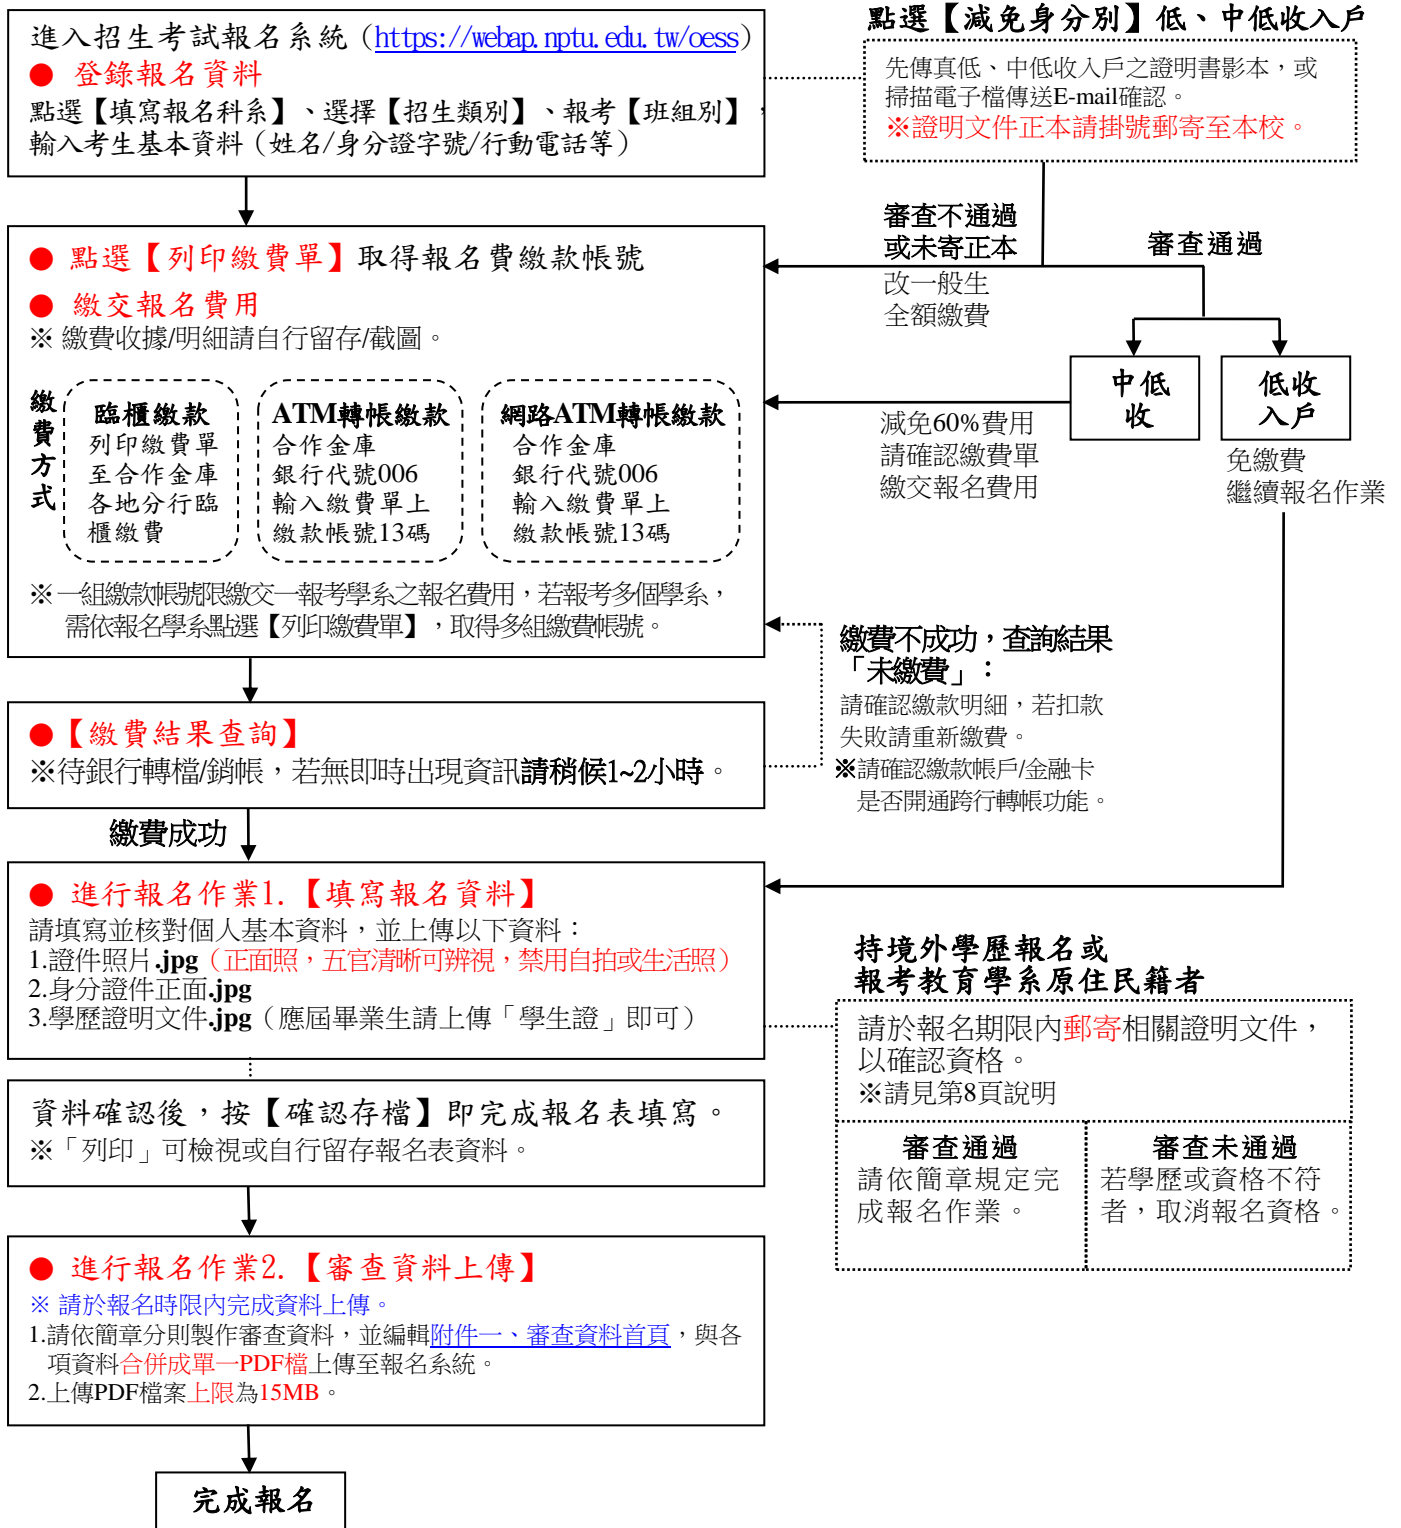 進入招生考試報名系統（https://webap.nptu.edu.tw/oess）
● 登錄報名資料
點選【填寫報名科系】、選擇【招生類別】、報考【班組別】，
輸入考生基本資料（姓名/身分證字號/行動電話等）
點選【減免身分別】低、中低收入戶
先傳真低、中低收入戶之證明書影本，或
掃描電子檔傳送E-mail確認。
※證明文件正本請掛號郵寄至本校。
審查不通過
或未寄正本
改一般生
全額繳費
審查通過
中低
收
低收
入戶
減免60%費用
請確認繳費單
繳交報名費用
免繳費
繼續報名作業
● 點選【列印繳費單】取得報名費繳款帳號
● 繳交報名費用
※ 繳費收據/明細請自行留存/截圖。
繳費方式
臨櫃繳款
列印繳費單
至合作金庫
各地分行臨
櫃繳費
ATM轉帳繳款
合作金庫
銀行代號006
輸入繳費單上
繳款帳號13碼
網路ATM轉帳繳款
合作金庫
銀行代號006
輸入繳費單上
繳款帳號13碼
※一組繳款帳號限繳交一報考學系之報名費用，若報考多個學系，
需依報名學系點選【列印繳費單】，取得多組繳費帳號。
繳費不成功，查詢結果
「未繳費」：
請確認繳款明細，若扣款
失敗請重新繳費。
※請確認繳款帳戶/金融卡
是否開通跨行轉帳功能。
●【繳費結果查詢】
※待銀行轉檔/銷帳，若無即時出現資訊請稍候1~2小時。
繳費成功
● 進行報名作業1.【填寫報名資料】
請填寫並核對個人基本資料，並上傳以下資料：
1.證件照片.jpg（正面照，五官清晰可辨視，禁用自拍或生活照）
2.身分證件正面.jpg
3.學歷證明文件.jpg（應屆畢業生請上傳「學生證」即可）
持境外學歷報名或
報考教育學系原住民籍者
請於報名期限內郵寄相關證明文件，
以確認資格。
※請見第8頁說明
審查通過
請依簡章規定完
成報名作業。
審查未通過
若學歷或資格不符
者，取消報名資格。
資料確認後，按【確認存檔】即完成報名表填寫。
※「列印」可檢視或自行留存報名表資料。
● 進行報名作業2.【審查資料上傳】
※ 請於報名時限內完成資料上傳。
1.請依簡章分則製作審查資料，並編輯附件一、審查資料首頁，與各
項資料合併成單一PDF檔上傳至報名系統。
2.上傳PDF檔案上限為15MB。
完成報名